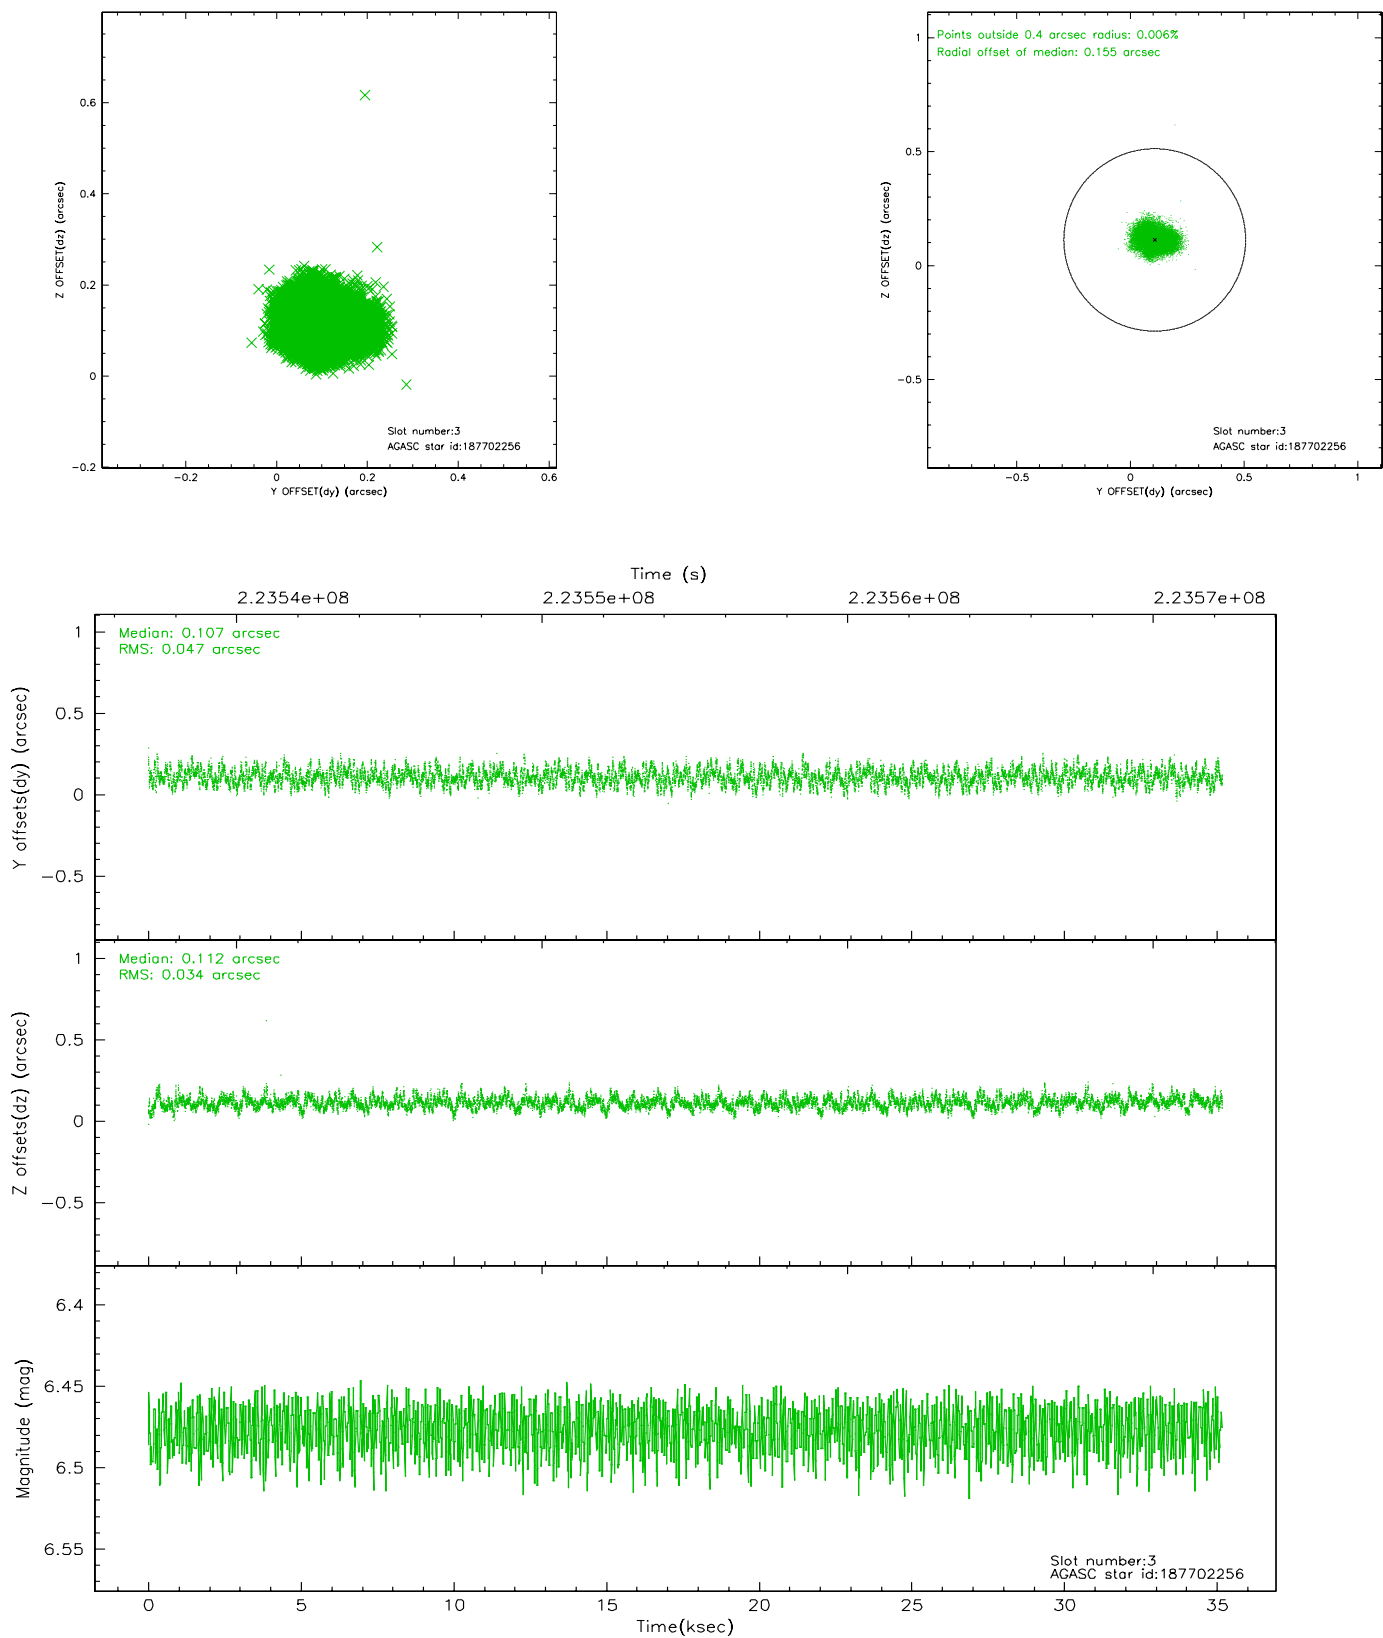 0.6
0.4
0.2
0
−0.2
Z OFFSET(dz) (arcsec)
Slot number:3
AGASC star id:187702256
−0.2 0 0.2 0.4 0.6
Y OFFSET(dy) (arcsec)
Points outside 0.4 arcsec radius: 0.006%
Radial offset of median: 0.155 arcsec
1
0.5
0
−0.5
Z OFFSET(dz) (arcsec)
Slot number:3
AGASC star id:187702256
−0.5 0 0.5 1
Y OFFSET(dy) (arcsec)
Time (s)
2.2354e+08 2.2355e+08 2.2356e+08 2.2357e+08
Median: 0.107 arcsec
RMS: 0.047 arcsec
1
0.5
0
−0.5
Y offsets(dy) (arcsec)
Median: 0.112 arcsec
RMS: 0.034 arcsec
1
0.5
0
−0.5
Z offsets(dz) (arcsec)
6.4
6.45
6.5
6.55
Magnitude (mag)
Slot number:3
AGASC star id:187702256
0 5 10 15 20 25 30 35
Time(ksec)